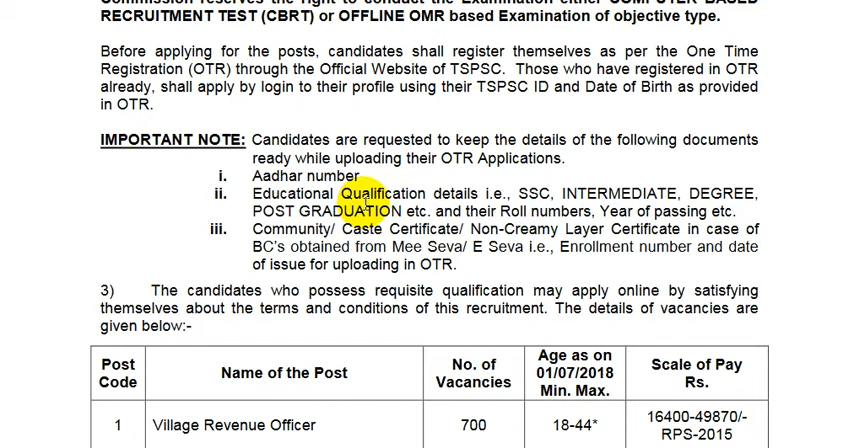 Commission reserves the right to conduct the Examination either COMPUTER BASED
RECRUITMENT TEST (CBRT) or OFFLINE OMR based Examination of objective type.
Before applying for the posts, candidates shall register themselves as per the One Time
Registration (OTR) through the Official Website of TSPSC. Those who have registered in OTR
already, shall apply by login to their profile using their TSPSC ID and Date of Birth as provided
in OTR.
IMPORTANT NOTE: Candidates are requested to keep the details of the following documents
ready while uploading their OTR Applications.
i. Aadhar number
ii. Educational Qualification details i.e., SSC, INTERMEDIATE, DEGREE,
POST GRADUATION etc. and their Roll numbers, Year of passing etc.
iii. Community/ Caste Certificate/ Non-Creamy Layer Certificate in case of
BC's obtained from Mee Seva/ E Seva i.e., Enrollment number and date
of issue for uploading in OTR.
3) The candidates who possess requisite qualification may apply online by satisfying
themselves about the terms and conditions of this recruitment. The details of vacancies are
given below:-
Post Code Name of the Post No. of Vacancies Age as on 01/07/2018 Min. Max. Scale of Pay Rs.
1 Village Revenue Officer 700 18-44* 16400-49870/- RPS-2015